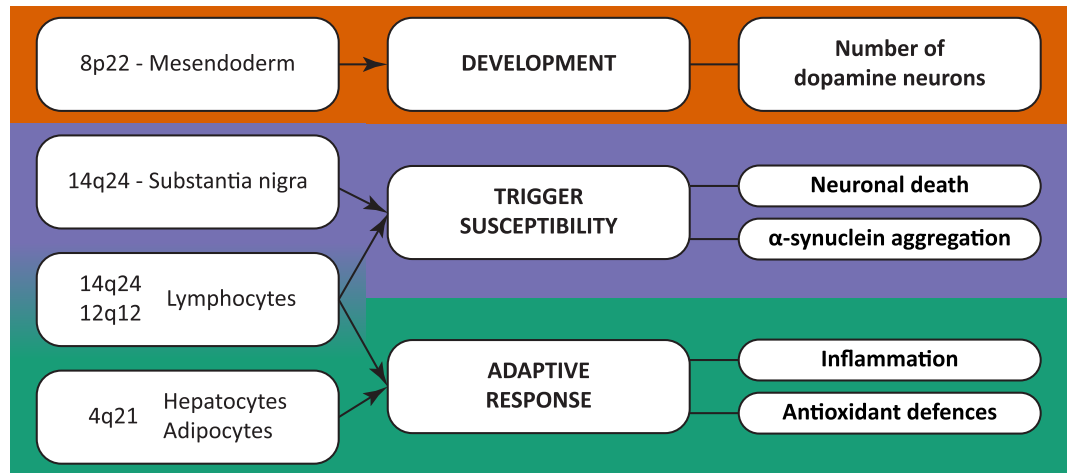 8p22 - Mesendoderm
DEVELOPMENT
Number of
dopamine neurons
14q24 - Substantia nigra
TRIGGER
SUSCEPTIBILITY
Neuronal death
α-synuclein aggregation
14q24
12q12
Lymphocytes
4q21
Hepatocytes
Adipocytes
ADAPTIVE
RESPONSE
Inflammation
Antioxidant defences